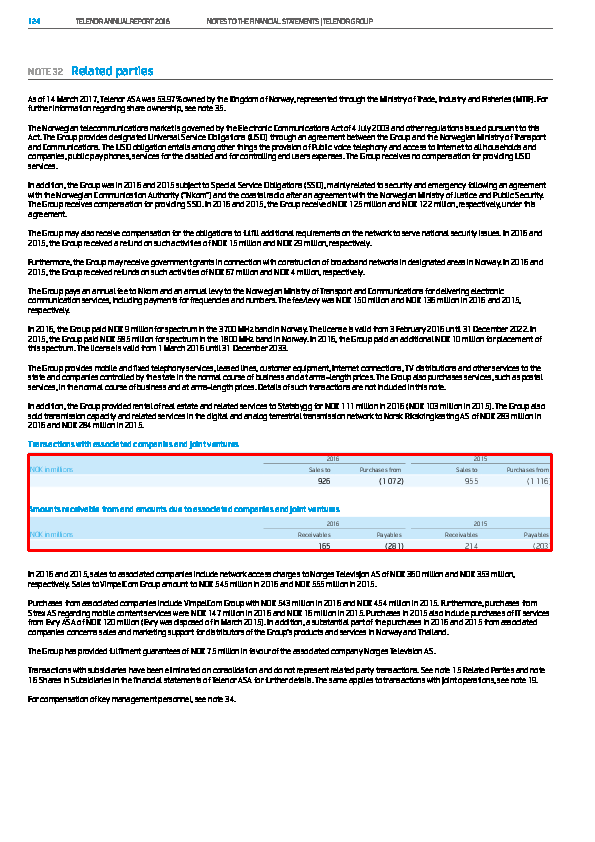 124 TELENOR ANNUAL REPORT 2016 NOTES TO THE FINANCIAL STATEMENTS | TELENOR GROUP
NOTE 32 Related parties
As of 14 March 2017, Telenor ASA was 53.97% owned by the Kingdom of Norway, represented through the Ministry of Trade, Industry and Fisheries (MTIF). For
further information regarding share ownership, see note 35.
The Norwegian telecommunications market is governed by the Electronic Communications Act of 4 July 2003 and other regulations issued pursuant to this
Act. The Group provides designated Universal Service Obligations (USO) through an agreement between the Group and the Norwegian Ministry of Transport
and Communications. The USO obligation entails among other things the provision of Public voice telephony and access to internet to all households and
companies, public pay phones, services for the disabled and for controlling end users expenses. The Group receives no compensation for providing USO
services.
In addition, the Group was in 2016 and 2015 subject to Special Service Obligations (SSO), mainly related to security and emergency following an agreement
with the Norwegian Communication Authority ("Nkom") and the coastal radio after an agreement with the Norwegian Ministry of Justice and Public Security.
The Group receives compensation for providing SSO. In 2016 and 2015, the Group received NOK 125 million and NOK 122 million, respectively, under this
agreement.
The Group may also receive compensation for the obligations to fulfil additional requirements on the network to serve national security issues. In 2016 and
2015, the Group received a refund on such activities of NOK 15 million and NOK 29 million, respectively.
Furthermore, the Group may receive government grants in connection with construction of broadband networks in designated areas in Norway. In 2016 and
2015, the Group received refunds on such activities of NOK 67 million and NOK 4 million, respectively.
The Group pays an annual fee to Nkom and an annual levy to the Norwegian Ministry of Transport and Communications for delivering electronic
communication services, including payments for frequencies and numbers. The fee/levy was NOK 150 million and NOK 136 million in 2016 and 2015,
respectively.
In 2016, the Group paid NOK 9 million for spectrum in the 3700 MHz band in Norway. The license is valid from 3 February 2016 until 31 December 2022. In
2015, the Group paid NOK 585 million for spectrum in the 1800 MHz band in Norway. In 2016, the Group paid an additional NOK 10 million for placement of
this spectrum. The license is valid from 1 March 2016 until 31 December 2033.
The Group provides mobile and fixed telephony services, leased lines, customer equipment, Internet connections, TV distributions and other services to the
state and companies controlled by the state in the normal course of business and at arms-length prices. The Group also purchases services, such as postal
services, in the normal course of business and at arms-length prices. Details of such transactions are not included in this note.
In addition, the Group provided rental of real estate and related services to Statsbygg for NOK 111 million in 2016 (NOK 103 million in 2015). The Group also
sold transmission capacity and related services in the digital and analog terrestrial transmission network to Norsk Rikskringkasting AS of NOK 283 million in
2016 and NOK 284 million in 2015.
Transactions with associated companies and joint ventures
2016 2015
NOK in millions Sales to Purchases from Sales to Purchases from
926 (1 072) 955 (1 116
Amounts receivable from and amounts due to associated companies and joint ventures
2016 2015
NOK in millions Receivables Payables Receivables Payables
165 (281) 214 (203
In 2016 and 2015, sales to associated companies include network access charges to Norges Television AS of NOK 360 million and NOK 353 million,
respectively. Sales to VimpelCom Group amount to NOK 545 million in 2016 and NOK 555 million in 2015.
Purchases from associated companies include VimpelCom Group with NOK 543 million in 2016 and NOK 454 million in 2015. Furthermore, purchases from
Strex AS regarding mobile content services were NOK 147 million in 2016 and NOK 16 million in 2015. Purchases in 2015 also include purchases of IT services
from Evry ASA of NOK 120 million (Evry was disposed of in March 2015). In addition, a substantial part of the purchases in 2016 and 2015 from associated
companies concerns sales and marketing support for distributors of the Group's products and services in Norway and Thailand.
The Group has provided fulfilment guarantees of NOK 75 million in favour of the associated company Norges Television AS.
Transactions with subsidiaries have been eliminated on consolidation and do not represent related party transactions. See note 15 Related Parties and note
16 Shares in Subsidiaries in the financial statements of Telenor ASA for further details. The same applies to transactions with joint operations, see note 19.
For compensation of key management personnel, see note 34.